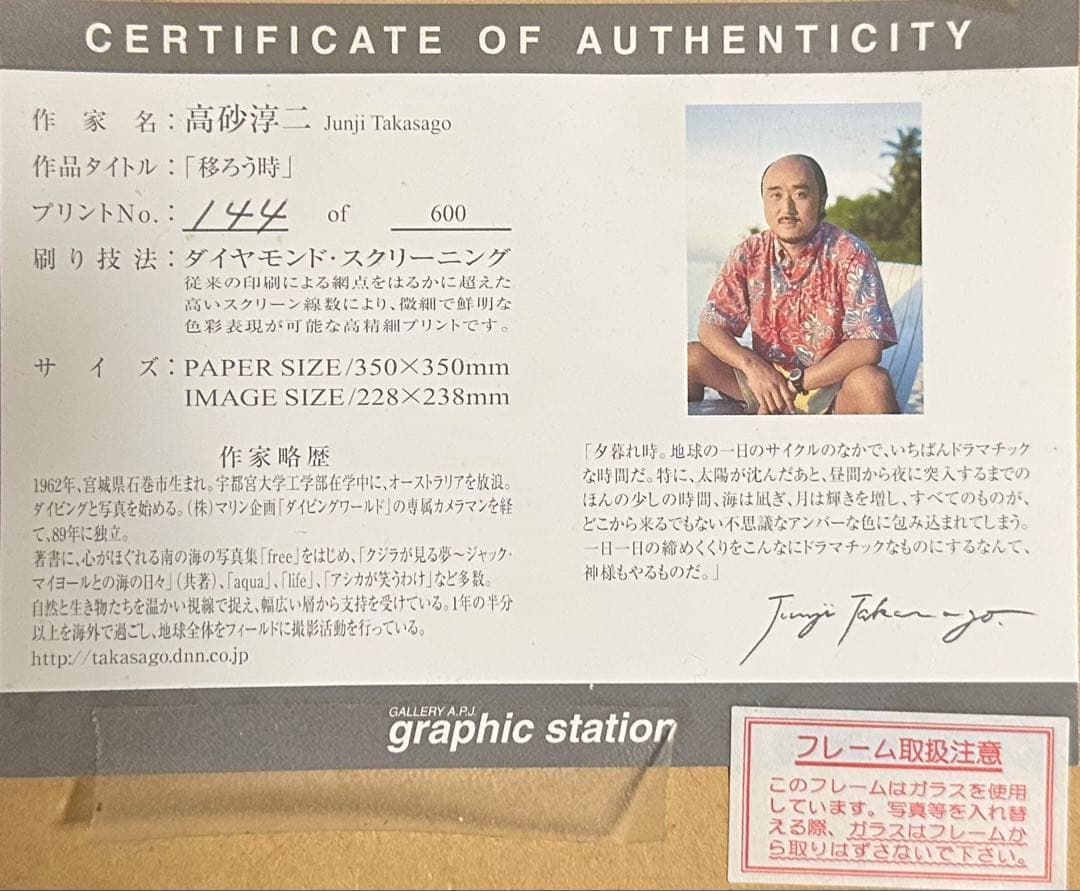 CERTIFICATE OF AUTHENTICITY
作家名：高砂淳二 Junji Takasago
作品タイトル：「移ろう時」
プリントNo.：144 of 600
刷り技法：ダイヤモンド・スクリーニング
従来の印刷による網点をはるかに超えた
高いスクリーン線数により、微細で鮮明な
色彩表現が可能な高精細プリントです。
サイズ：PAPER SIZE/350×350mm
IMAGE SIZE/228×238mm
作家略歴
1962年、宮城県石巻市生まれ。宇都宮大学工学部在学中に、オーストラリアを放浪。
ダイビングと写真を始める。（株）マリン企画「ダイビングワールド」の専属カメラマンを経
て、89年に独立。
著書に、心がほぐれる南の海の写真集「free」をはじめ、「クジラが見る夢～ジャック・
マイヨールとの海の日々」（共著）、「aqua」、「life」、「アシカが笑うわけ」など多数。
自然と生き物たちを温かい視線で捉え、幅広い層から支持を受けている。1年の半分
以上を海外で過ごし、地球全体をフィールドに撮影活動を行っている。
http://takasago.dnn.co.jp
「夕暮れ時。地球の一日のサイクルのなかで、いちばんドラマチック
な時間だ。特に、太陽が沈んだあと、昼間から夜に突入するまでの
ほんの少しの時間、海は凪ぎ、月は輝きを増し、すべてのものが、
どこから来るでもない不思議なアンバーな色に包み込まれてしまう。
一日一日の締めくくりをこんなにドラマチックなものにするなんて、
神様もやるものだ。」
Junji Takasago.
GALLERY A.P.J.
graphic station
フレーム取扱注意
このフレームはガラスを使用
しています。写真等を入れ替
える際、ガラスはフレームか
ら取りはずさないで下さい。